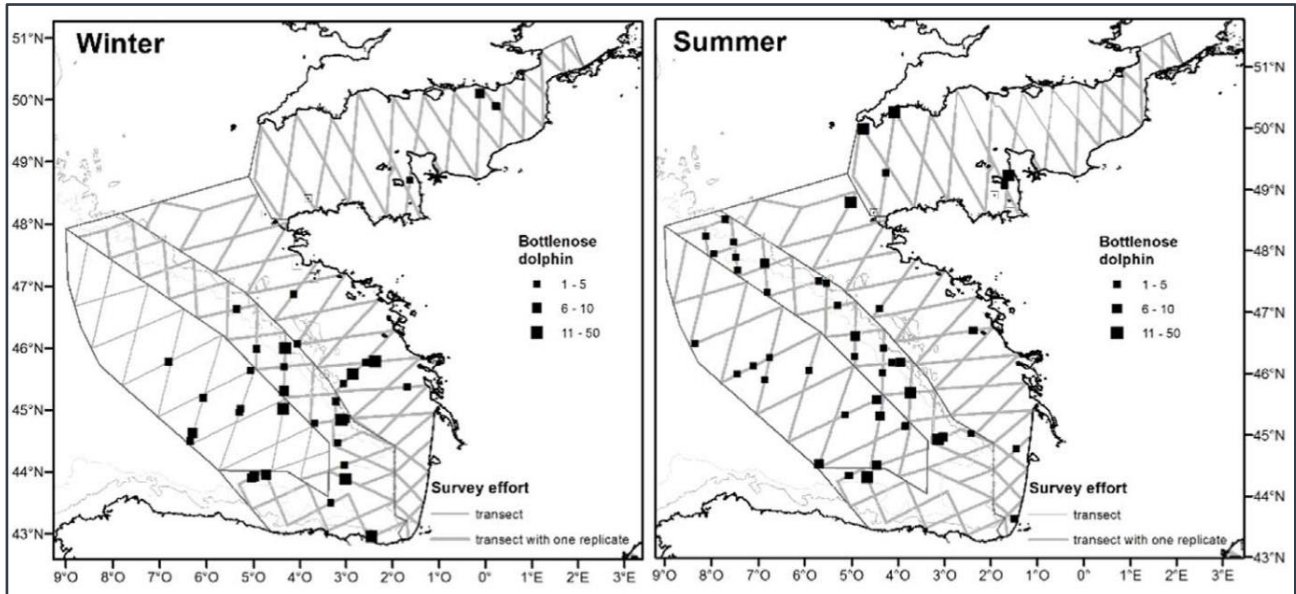 Winter
51°N
50°N
49°N
48°N
47°N
46°N
45°N
44°N
43°N
Bottlenose
dolphin
1 - 5
6 - 10
11 - 50
Survey effort
transect
transect with one replicate
9°O 8°O 7°O 6°O 5°O 4°O 3°O 2°O 1°O 0° 1°E 2°E 3°E
Summer
51°N
50°N
49°N
48°N
47°N
46°N
45°N
44°N
43°N
Bottlenose
dolphin
1 - 5
6 - 10
11 - 50
Survey effort
transect
transect with one replicate
9°O 8°O 7°O 6°O 5°O 4°O 3°O 2°O 1°O 0° 1°E 2°E 3°E